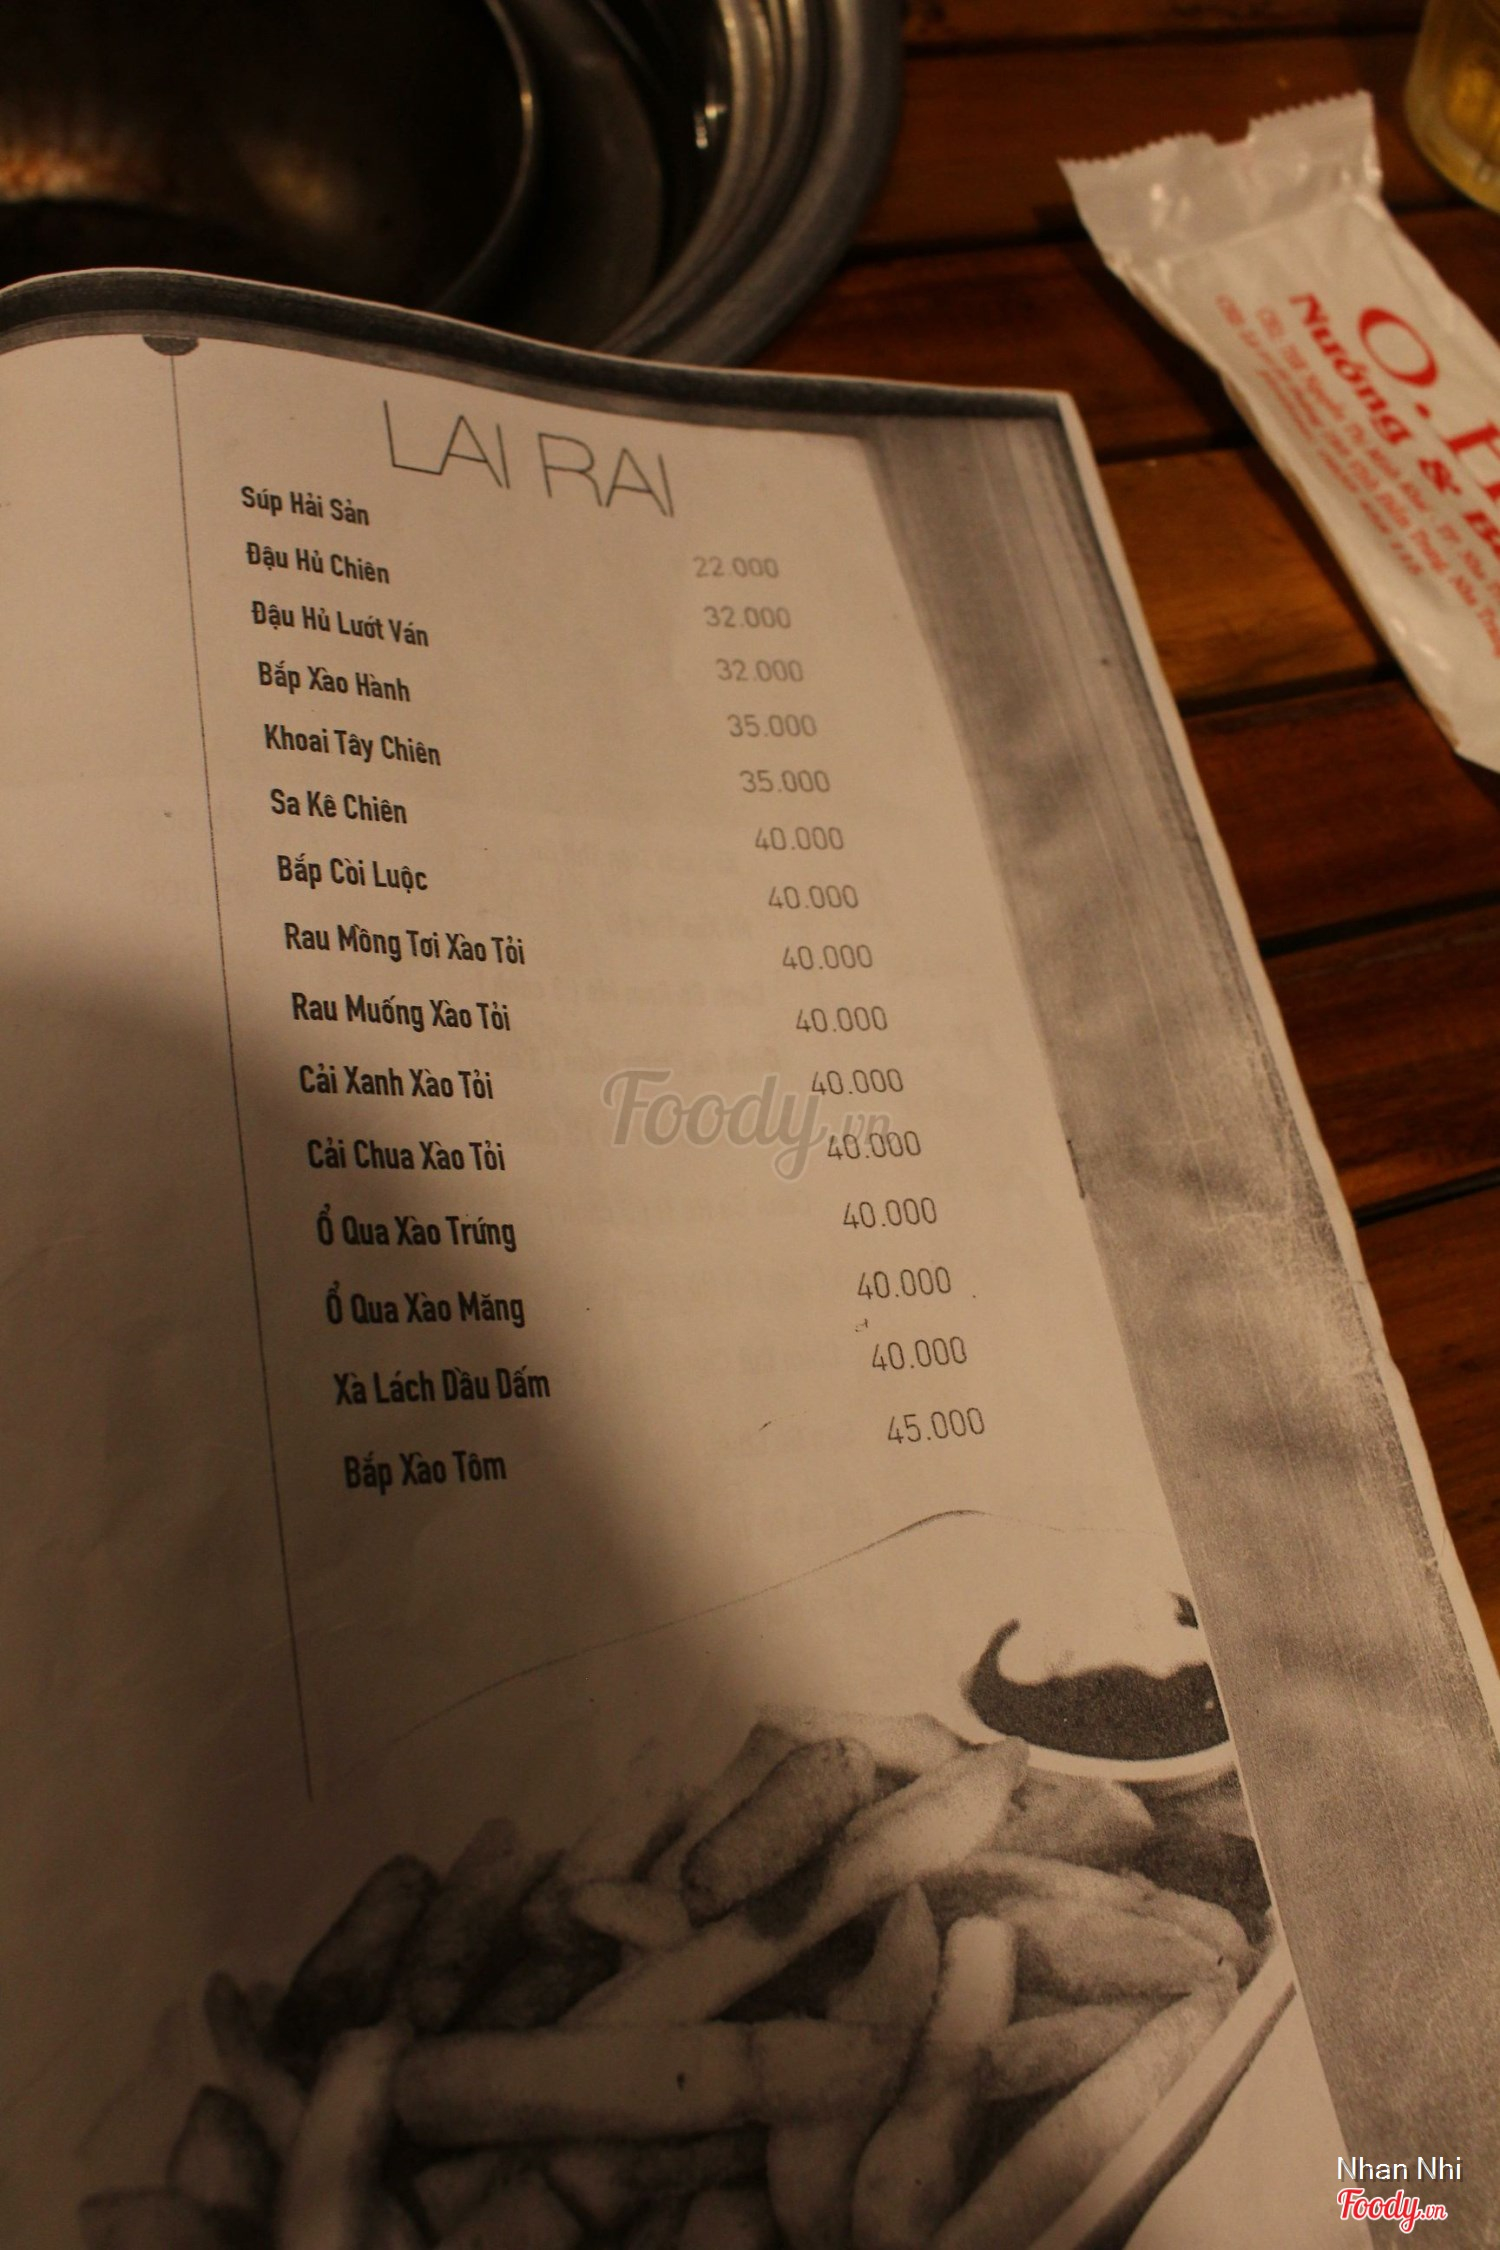 LAI RAI
Súp Hải Sản 22.000
Đậu Hủ Chiên 32.000
Đậu Hủ Lướt Ván 32.000
Bắp Xào Hành 35.000
Khoai Tây Chiên 35.000
Sa Kê Chiên 40.000
Bắp Còi Luộc 40.000
Rau Mồng Tơi Xào Tỏi 40.000
Rau Muống Xào Tỏi 40.000
Cải Xanh Xào Tỏi 40.000
Cải Chua Xào Tỏi 40.000
Ổ Qua Xào Trứng 40.000
Ổ Qua Xào Măng 40.000
Xà Lách Dầu Dấm 40.000
Bắp Xào Tôm 45.000
Foody.vn
Nướng &
Nhan Nhi
Foody.vn